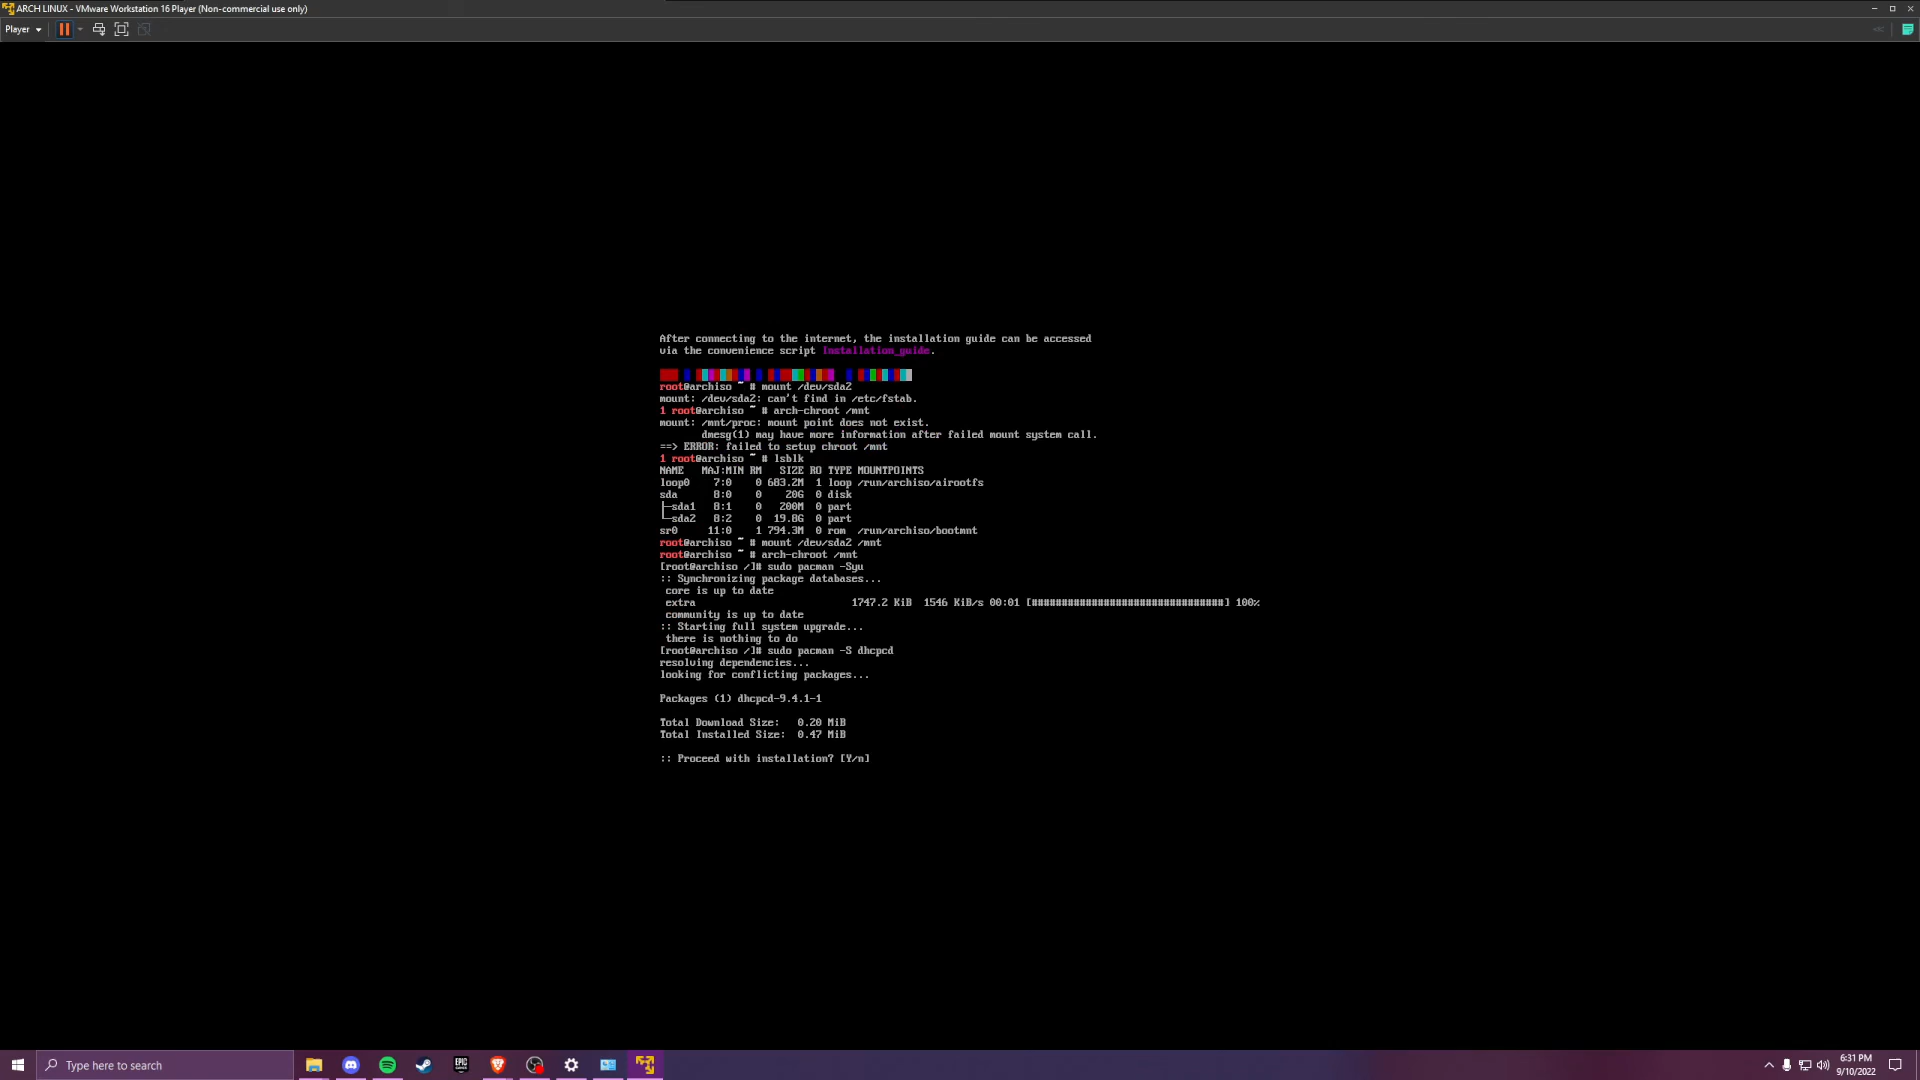 ARCH LINUX - VMware Workstation 16 Player (Non-commercial use only)
Player
After connecting to the internet, the installation guide can be accessed
via the convenience script Installation_guide.
root@archiso ~ # mount /dev/sda2
mount: /dev/sda2: can't find in /etc/fstab.
1 root@archiso ~ # arch-chroot /mnt
mount: /mnt/proc: mount point does not exist.
dmesg(1) may have more information after failed mount system call.
==> ERROR: failed to setup chroot /mnt
1 root@archiso ~ # lsblk
NAME MAJ:MIN RM SIZE RO TYPE MOUNTPOINTS
loop0 7:0 0 683.2M 1 loop /run/archiso/airootfs
sda 8:0 0 20G 0 disk
├─sda1 8:1 0 200M 0 part
└─sda2 8:2 0 19.8G 0 part
sr0 11:0 1 794.3M 0 rom /run/archiso/bootmnt
root@archiso ~ # mount /dev/sda2 /mnt
root@archiso ~ # arch-chroot /mnt
[root@archiso /]# sudo pacman -Syu
:: Synchronizing package databases...
core is up to date
extra 1747.2 KiB 1546 KiB/s 00:01 [################################] 100%
community is up to date
:: Starting full system upgrade...
there is nothing to do
[root@archiso /]# sudo pacman -S dhcpcd
resolving dependencies...
looking for conflicting packages...
Packages (1) dhcpcd-9.4.1-1
Total Download Size: 0.20 MiB
Total Installed Size: 0.47 MiB
:: Proceed with installation? [Y/n]
Type here to search
EPIC
6:31 PM
9/10/2022